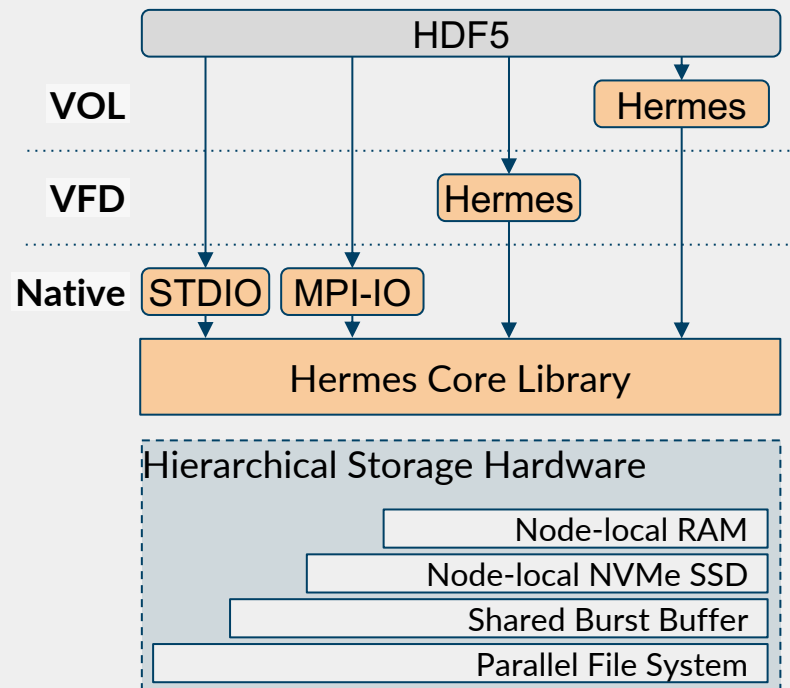 HDF5
VOL
Hermes
VFD
Hermes
Native
STDIO
MPI-IO
Hermes Core Library
Hierarchical Storage Hardware
Node-local RAM
Node-local NVMe SSD
Shared Burst Buffer
Parallel File System